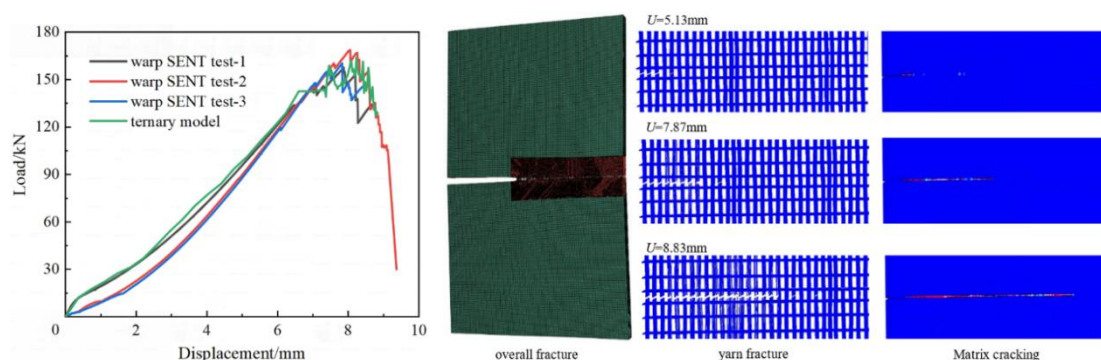 180
150
120
90
60
30
0
2
4
6
8
10
Load/kN
Displacement/mm
warp SENT test-1
warp SENT test-2
warp SENT test-3
ternary model
U=5.13mm
U=7.87mm
U=8.83mm
overall fracture
yarn fracture
Matrix cracking